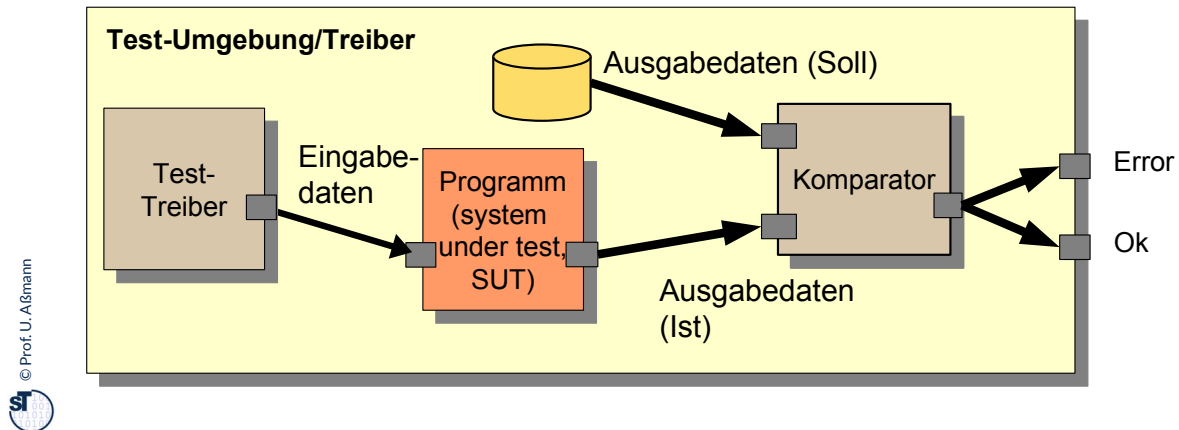 Test-Umgebung/Treiber
Ausgabedaten (Soll)
Test-
Treiber
Eingabe-
daten
Programm
(system
under test,
SUT)
Komparator
Error
Ok
Ausgabedaten
(Ist)
© Prof. U. Aßmann
ST